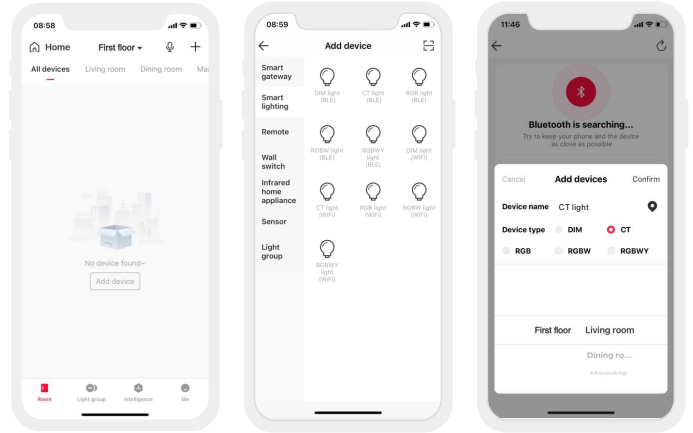 08:58
Home
First floor
All devices Living room Dining room Ma
No device found~
Add device
Room Light group Intelligence Me
08:59
Add device
Smart
gateway
Smart
lighting
Remote
Wall
switch
Infrared
home
appliance
Sensor
Light
group
DIM light
(BLE)
CT light
(BLE)
RGB light
(BLE)
RGBW light
(BLE)
RGBWY
light
(BLE)
DIM light
(WiFi)
CT light
(WiFi)
RGB light
(WiFi)
RGBW light
(WiFi)
RGBWY
light
(WiFi)
11:46
Bluetooth is searching...
Try to keep your phone and the device
as close as possible
Cancel Add devices Confirm
Device name CT light
Device type DIM CT
RGB RGBW RGBWY
First floor Living room
Dining ro...